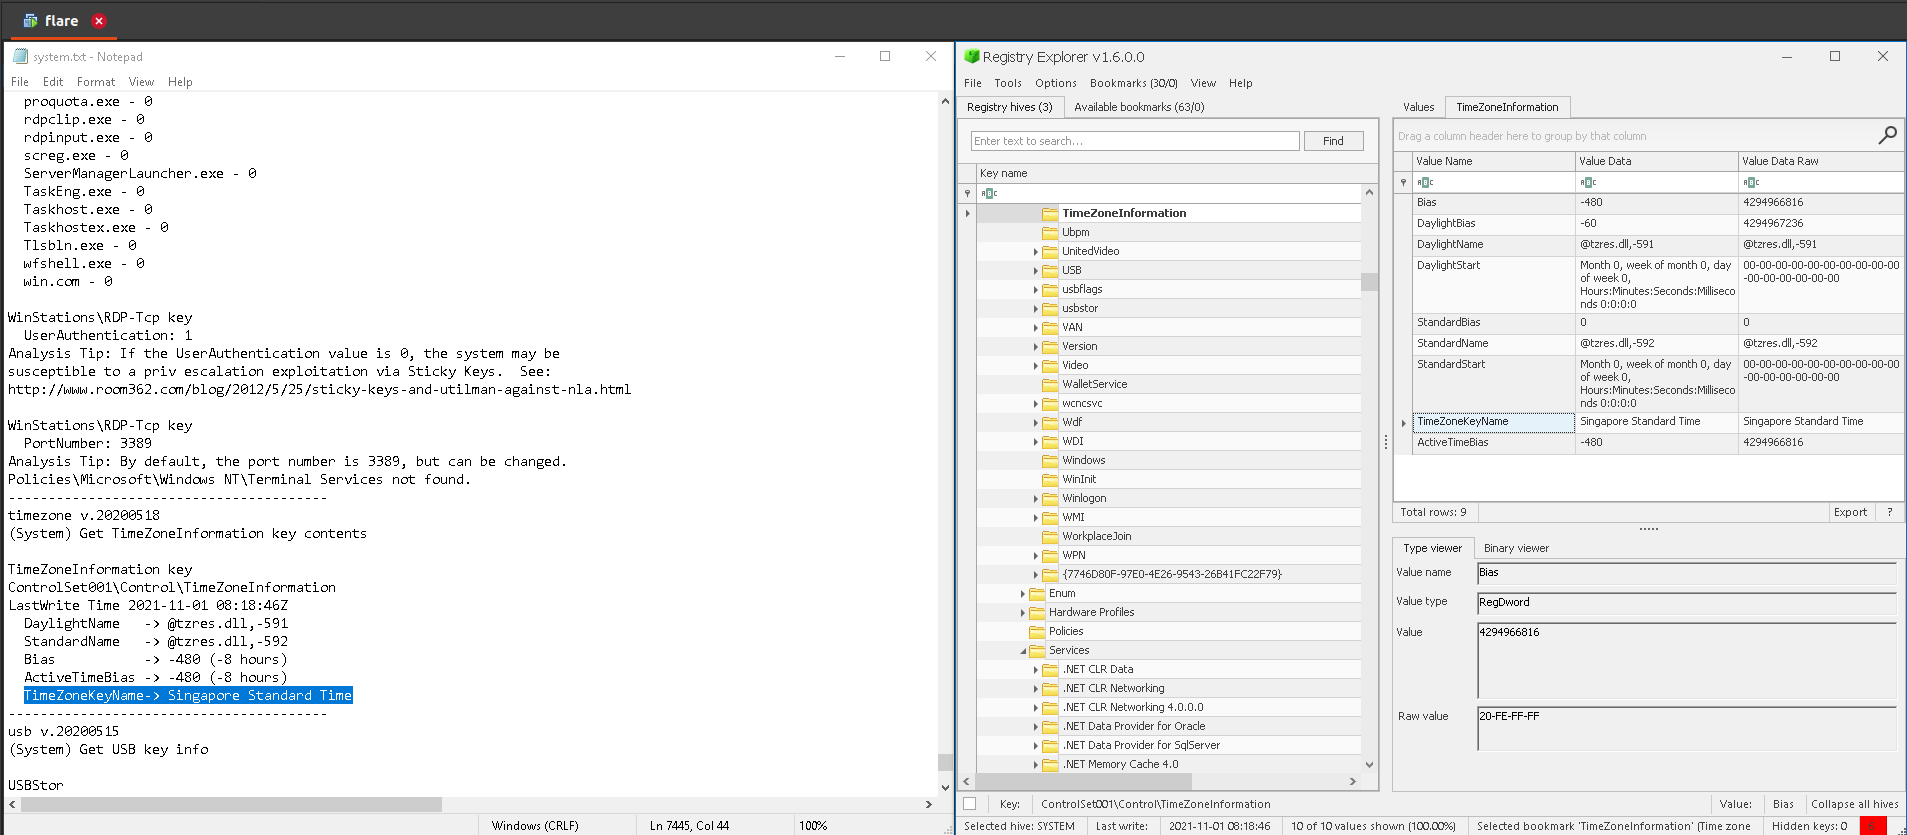 flare
system.txt - Notepad
File Edit Format View Help
proquota.exe - 0
rdpclip.exe - 0
rdpinput.exe - 0
screg.exe - 0
ServerManagerLauncher.exe - 0
TaskEng.exe - 0
Taskhost.exe - 0
Taskhostex.exe - 0
Tlsbln.exe - 0
wfshell.exe - 0
win.com - 0
WinStations\RDP-Tcp key
UserAuthentication: 1
Analysis Tip: If the UserAuthentication value is 0, the system may be
susceptible to a priv escalation exploitation via Sticky Keys.  See:
http://www.room362.com/blog/2012/5/25/sticky-keys-and-utilman-against-nla.html
WinStations\RDP-Tcp key
PortNumber: 3389
Analysis Tip: By default, the port number is 3389, but can be changed.
Policies\Microsoft\Windows NT\Terminal Services not found.
----------------------------------------
timezone v.20200518
(System) Get TimeZoneInformation key contents
TimeZoneInformation key
ControlSet001\Control\TimeZoneInformation
LastWrite Time 2021-11-01 08:18:46Z
DaylightName   -> @tzres.dll,-591
StandardName   -> @tzres.dll,-592
Bias           -> -480 (-8 hours)
ActiveTimeBias -> -480 (-8 hours)
TimeZoneKeyName-> Singapore Standard Time
----------------------------------------
usb v.20200515
(System) Get USB key info
USBStor
Windows (CRLF) Ln 7445, Col 44 100%
Registry Explorer v1.6.0.0
File Tools Options Bookmarks (30/0) View Help
Registry hives (3) Available bookmarks (63/0)
Enter text to search... Find
Key name
TimeZoneInformation
Ubpm
UnitedVideo
USB
usbflags
usbstor
VAN
Version
Video
WalletService
wcncsvc
Wdf
WDI
Windows
WinInit
Winlogon
WMI
WorkplaceJoin
WPN
{7746D80F-97E0-4E26-9543-26B41FC22F79}
Enum
Hardware Profiles
Policies
Services
.NET CLR Data
.NET CLR Networking
.NET CLR Networking 4.0.0.0
.NET Data Provider for Oracle
.NET Data Provider for SqlServer
.NET Memory Cache 4.0
Values TimeZoneInformation
Drag a column header here to group by that column
Value Name Value Data Value Data Raw
Bias -480 4294966816
DaylightBias -60 4294967236
DaylightName @tzres.dll,-591 @tzres.dll,-591
DaylightStart Month 0, week of month 0, day 00-00-00-00-00-00-00-00-00-00
of week 0, -00-00-00-00-00-00
Hours:Minutes:Seconds:Milliseco
nds 0:0:0:0
StandardBias 0 0
StandardName @tzres.dll,-592 @tzres.dll,-592
StandardStart Month 0, week of month 0, day 00-00-00-00-00-00-00-00-00-00
of week 0, -00-00-00-00-00-00
Hours:Minutes:Seconds:Milliseco
nds 0:0:0:0
TimeZoneKeyName Singapore Standard Time Singapore Standard Time
ActiveTimeBias -480 4294966816
Total rows: 9 Export ?
Type viewer Binary viewer
Value name Bias
Value type RegDword
Value 4294966816
Raw value 20-FE-FF-FF
Key: ControlSet001\Control\TimeZoneInformation Value: Bias Collapse all hives
Selected hive: SYSTEM Last write: 2021-11-01 08:18:46 10 of 10 values shown (100.00%) Selected bookmark 'TimeZoneInformation' (Time zone Hidden keys: 0